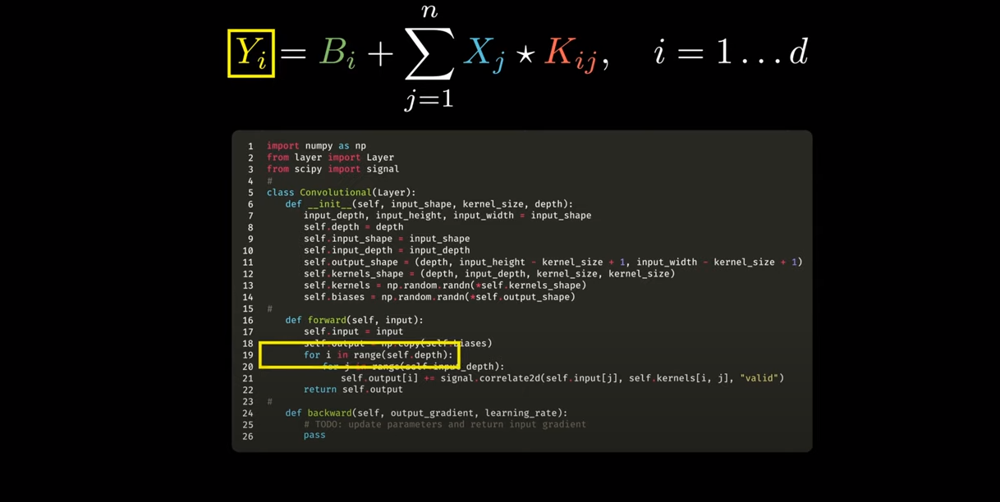 n
Y_i = B_i + ∑ X_j ⋆ K_ij, i = 1 … d
j=1
1 import numpy as np
2 from layer import Layer
3 from scipy import signal
4 #
5 class Convolutional(Layer):
6 def __init__(self, input_shape, kernel_size, depth):
7 input_depth, input_height, input_width = input_shape
8 self.depth = depth
9 self.input_shape = input_shape
10 self.input_depth = input_depth
11 self.output_shape = (depth, input_height - kernel_size + 1, input_width - kernel_size + 1)
12 self.kernels_shape = (depth, input_depth, kernel_size, kernel_size)
13 self.kernels = np.random.randn(*self.kernels_shape)
14 self.biases = np.random.randn(*self.output_shape)
15 #
16 def forward(self, input):
17 self.input = input
18 self.output = np.copy(self.biases)
19 for i in range(self.depth):
20 for j in range(self.input_depth):
21 self.output[i] += signal.correlate2d(self.input[j], self.kernels[i, j], "valid")
22 return self.output
23 #
24 def backward(self, output_gradient, learning_rate):
25 # TODO: update parameters and return input gradient
26 pass